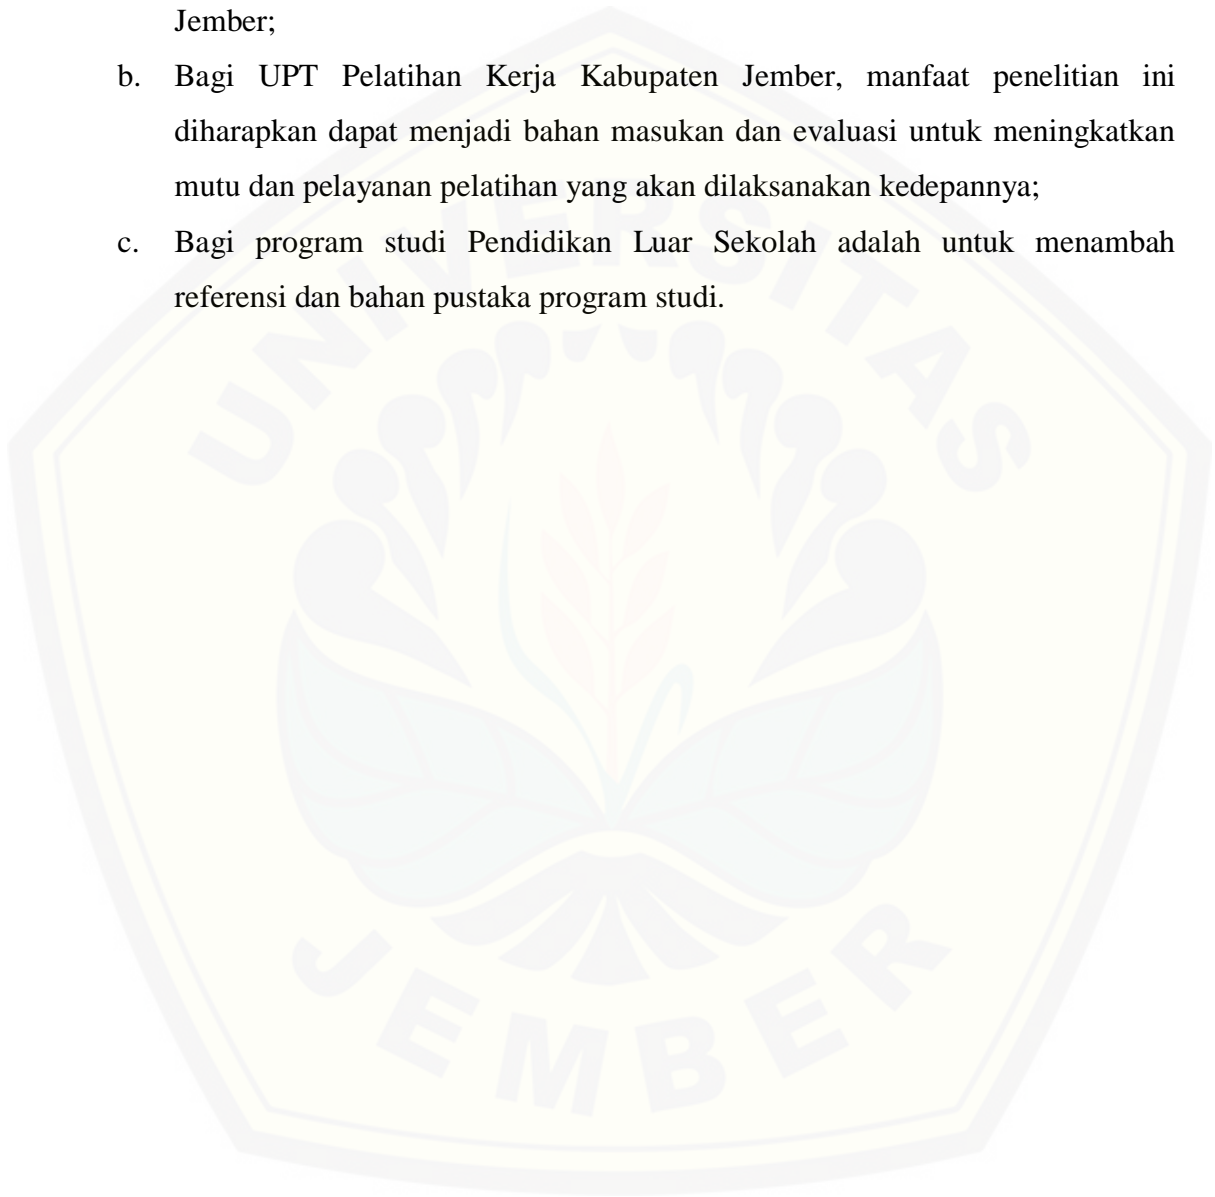 Jember;
b. Bagi UPT Pelatihan Kerja Kabupaten Jember, manfaat penelitian ini
diharapkan dapat menjadi bahan masukan dan evaluasi untuk meningkatkan
mutu dan pelayanan pelatihan yang akan dilaksanakan kedepannya;
c. Bagi program studi Pendidikan Luar Sekolah adalah untuk menambah
referensi dan bahan pustaka program studi.
UNIVERSITAS
JEMBER